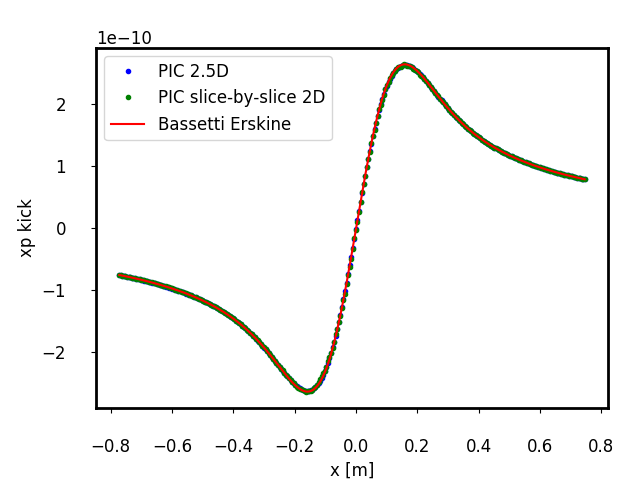 1e−10
PIC 2.5D
PIC slice-by-slice 2D
Bassetti Erskine
2
1
0
−1
−2
xp kick
−0.8 −0.6 −0.4 −0.2 0.0 0.2 0.4 0.6 0.8
x [m]